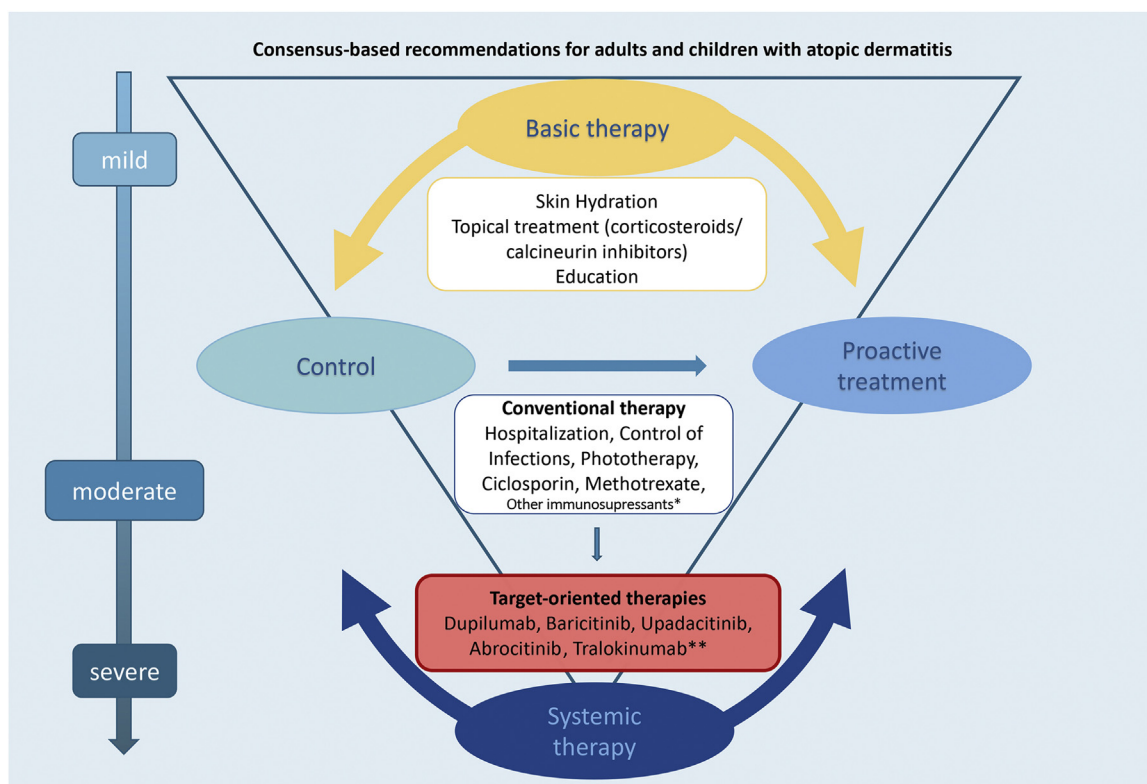 Consensus-based recommendations for adults and children with atopic dermatitis
Basic therapy
mild
Skin Hydration
Topical treatment (corticosteroids/
calcineurin inhibitors)
Education
Control
Proactive
treatment
Conventional therapy
Hospitalization, Control of
Infections, Phototherapy,
Ciclosporin, Methotrexate,
Other immunosupressants*
moderate
Target-oriented therapies
Dupilumab, Baricitinib, Upadacitinib,
Abrocitinib, Tralokinumab**
severe
Systemic
therapy